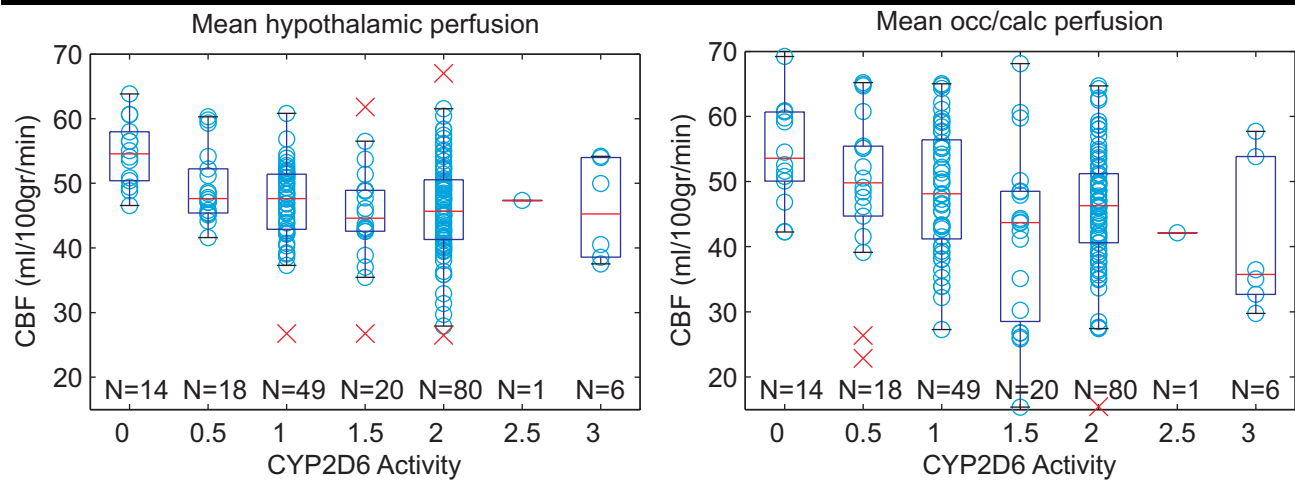 Mean hypothalamic perfusion
70
60
50
40
30
20
CBF (ml/100gr/min)
N=14 N=18 N=49 N=20 N=80 N=1 N=6
0 0.5 1 1.5 2 2.5 3
CYP2D6 Activity
Mean occ/calc perfusion
70
60
50
40
30
20
CBF (ml/100gr/min)
N=14 N=18 N=49 N=20 N=80 N=1 N=6
0 0.5 1 1.5 2 2.5 3
CYP2D6 Activity